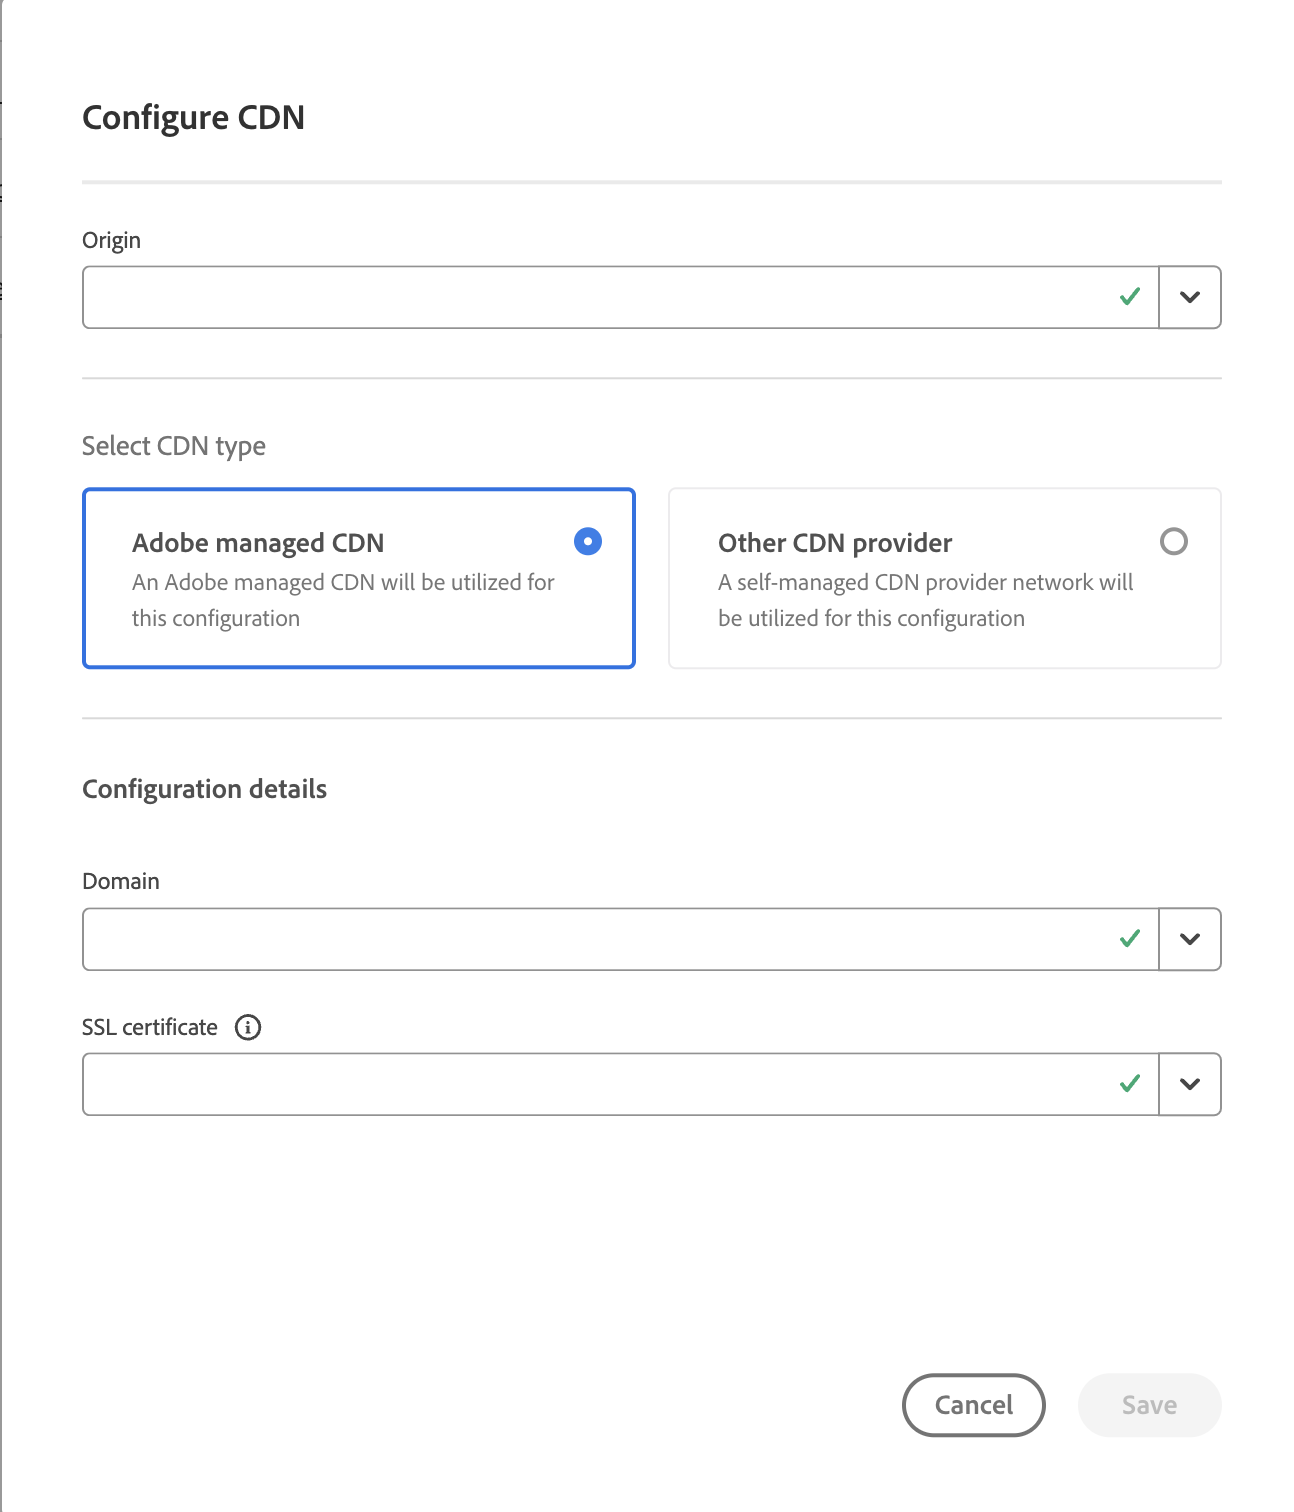 Configure CDN
Origin
Select CDN type
Adobe managed CDN
An Adobe managed CDN will be utilized for
this configuration
Other CDN provider
A self-managed CDN provider network will
be utilized for this configuration
Configuration details
Domain
SSL certificate
Cancel
Save